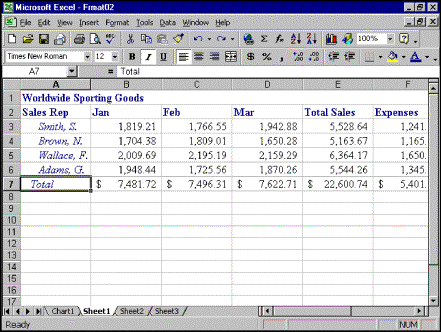 Microsoft Excel - Frmat02
File Edit View Insert Format Tools Data Window Help
100%
Times New Roman 12 B I U $ % ,
A7 = Total
A B C D E F
1 Worldwide Sporting Goods
2 Sales Rep Jan Feb Mar Total Sales Expenses
3 Smith, S. 1,819.21 1,766.55 1,942.88 5,528.64 1,241.
4 Brown, N. 1,704.38 1,809.01 1,650.28 5,163.67 1,165.
5 Wallace, F. 2,009.69 2,195.19 2,159.29 6,364.17 1,650.
6 Adams, G. 1,948.44 1,725.56 1,870.26 5,544.26 1,345.
7 Total $ 7,481.72 $ 7,496.31 $ 7,622.71 $ 22,600.74 $ 5,401.
8
9
10
11
12
13
14
15
16
17
Chart1 Sheet1 Sheet2 Sheet3
Ready NUM